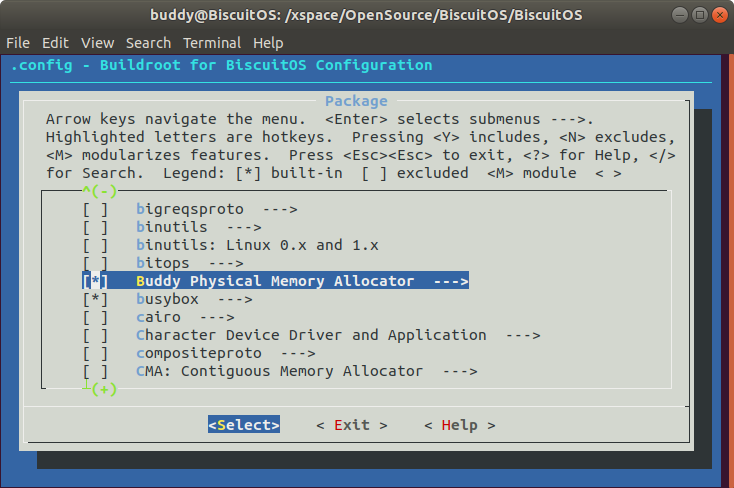 buddy@BiscuitOS: /xspace/OpenSource/BiscuitOS/BiscuitOS
File Edit View Search Terminal Help
.config - Buildroot for BiscuitOS Configuration
Package
Arrow keys navigate the menu. <Enter> selects submenus --->.
Highlighted letters are hotkeys. Pressing <Y> includes, <N> excludes,
<M> modularizes features. Press <Esc><Esc> to exit, <?> for Help, </>
for Search. Legend: [*] built-in [ ] excluded <M> module < >
^(-)
[ ] bigreqsproto --->
[ ] binutils --->
[ ] binutils: Linux 0.x and 1.x
[ ] bitops --->
[*] Buddy Physical Memory Allocator --->
[*] busybox --->
[ ] cairo --->
[ ] Character Device Driver and Application --->
[ ] compositeproto --->
[ ] CMA: Contiguous Memory Allocator --->
┴(+)
<Select> < Exit > < Help >